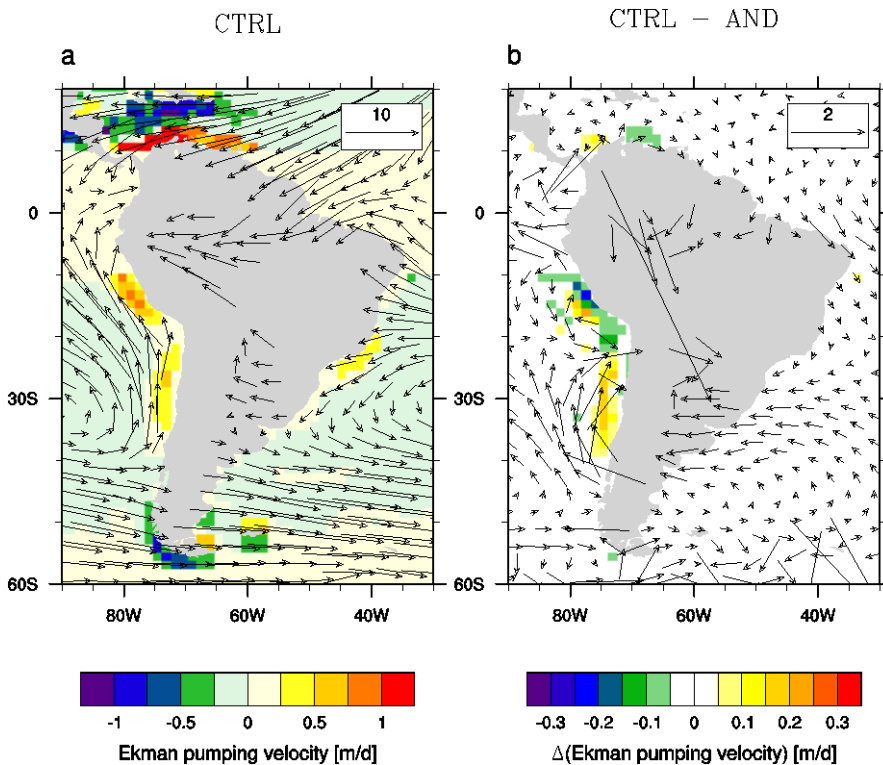 CTRL
CTRL – AND
a
b
10
2
0
30S
60S
80W 60W 40W
0
30S
60S
80W 60W 40W
-1 -0.5 0 0.5 1
Ekman pumping velocity [m/d]
-0.3 -0.2 -0.1 0 0.1 0.2 0.3
Δ(Ekman pumping velocity) [m/d]